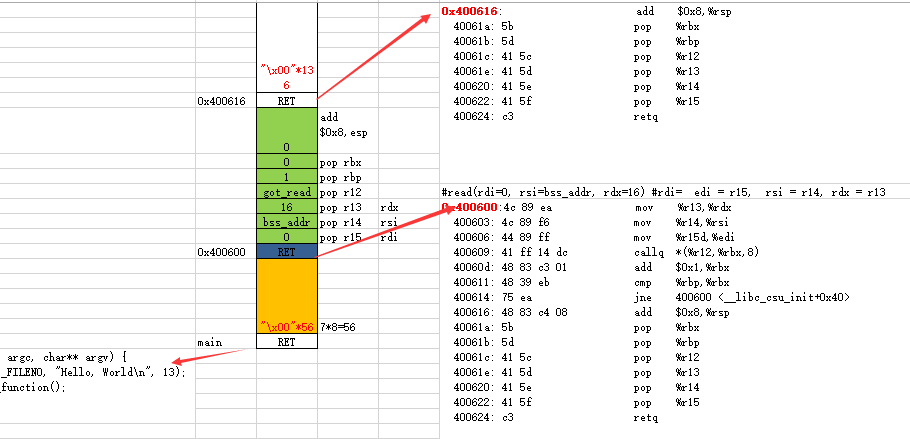 0x400616: add $0x8,%rsp
40061a: 5b pop %rbx
40061b: 5d pop %rbp
40061c: 41 5c pop %r12
40061e: 41 5d pop %r13
400620: 41 5e pop %r14
400622: 41 5f pop %r15
400624: c3 retq
"\x00"*13
6
0x400616 RET
add
$0x8,esp
0
0 pop rbx
1 pop rbp
got_read pop r12
16 pop r13 rdx
bss_addr pop r14 rsi
0 pop r15 rdi
0x400600 RET
"\x00"*56 7*8=56
main RET
argc, char** argv) {
_FILENO, "Hello, World\n", 13);
_function();
#read(rdi=0, rsi=bss_addr, rdx=16) #rdi= edi = r15, rsi = r14, rdx = r13
0x400600:4c 89 ea mov %r13,%rdx
400603: 4c 89 f6 mov %r14,%rsi
400606: 44 89 ff mov %r15d,%edi
400609: 41 ff 14 dc callq *(%r12,%rbx,8)
40060d: 48 83 c3 01 add $0x1,%rbx
400611: 48 39 eb cmp %rbp,%rbx
400614: 75 ea jne 400600 <__libc_csu_init+0x40>
400616: 48 83 c4 08 add $0x8,%rsp
40061a: 5b pop %rbx
40061b: 5d pop %rbp
40061c: 41 5c pop %r12
40061e: 41 5d pop %r13
400620: 41 5e pop %r14
400622: 41 5f pop %r15
400624: c3 retq